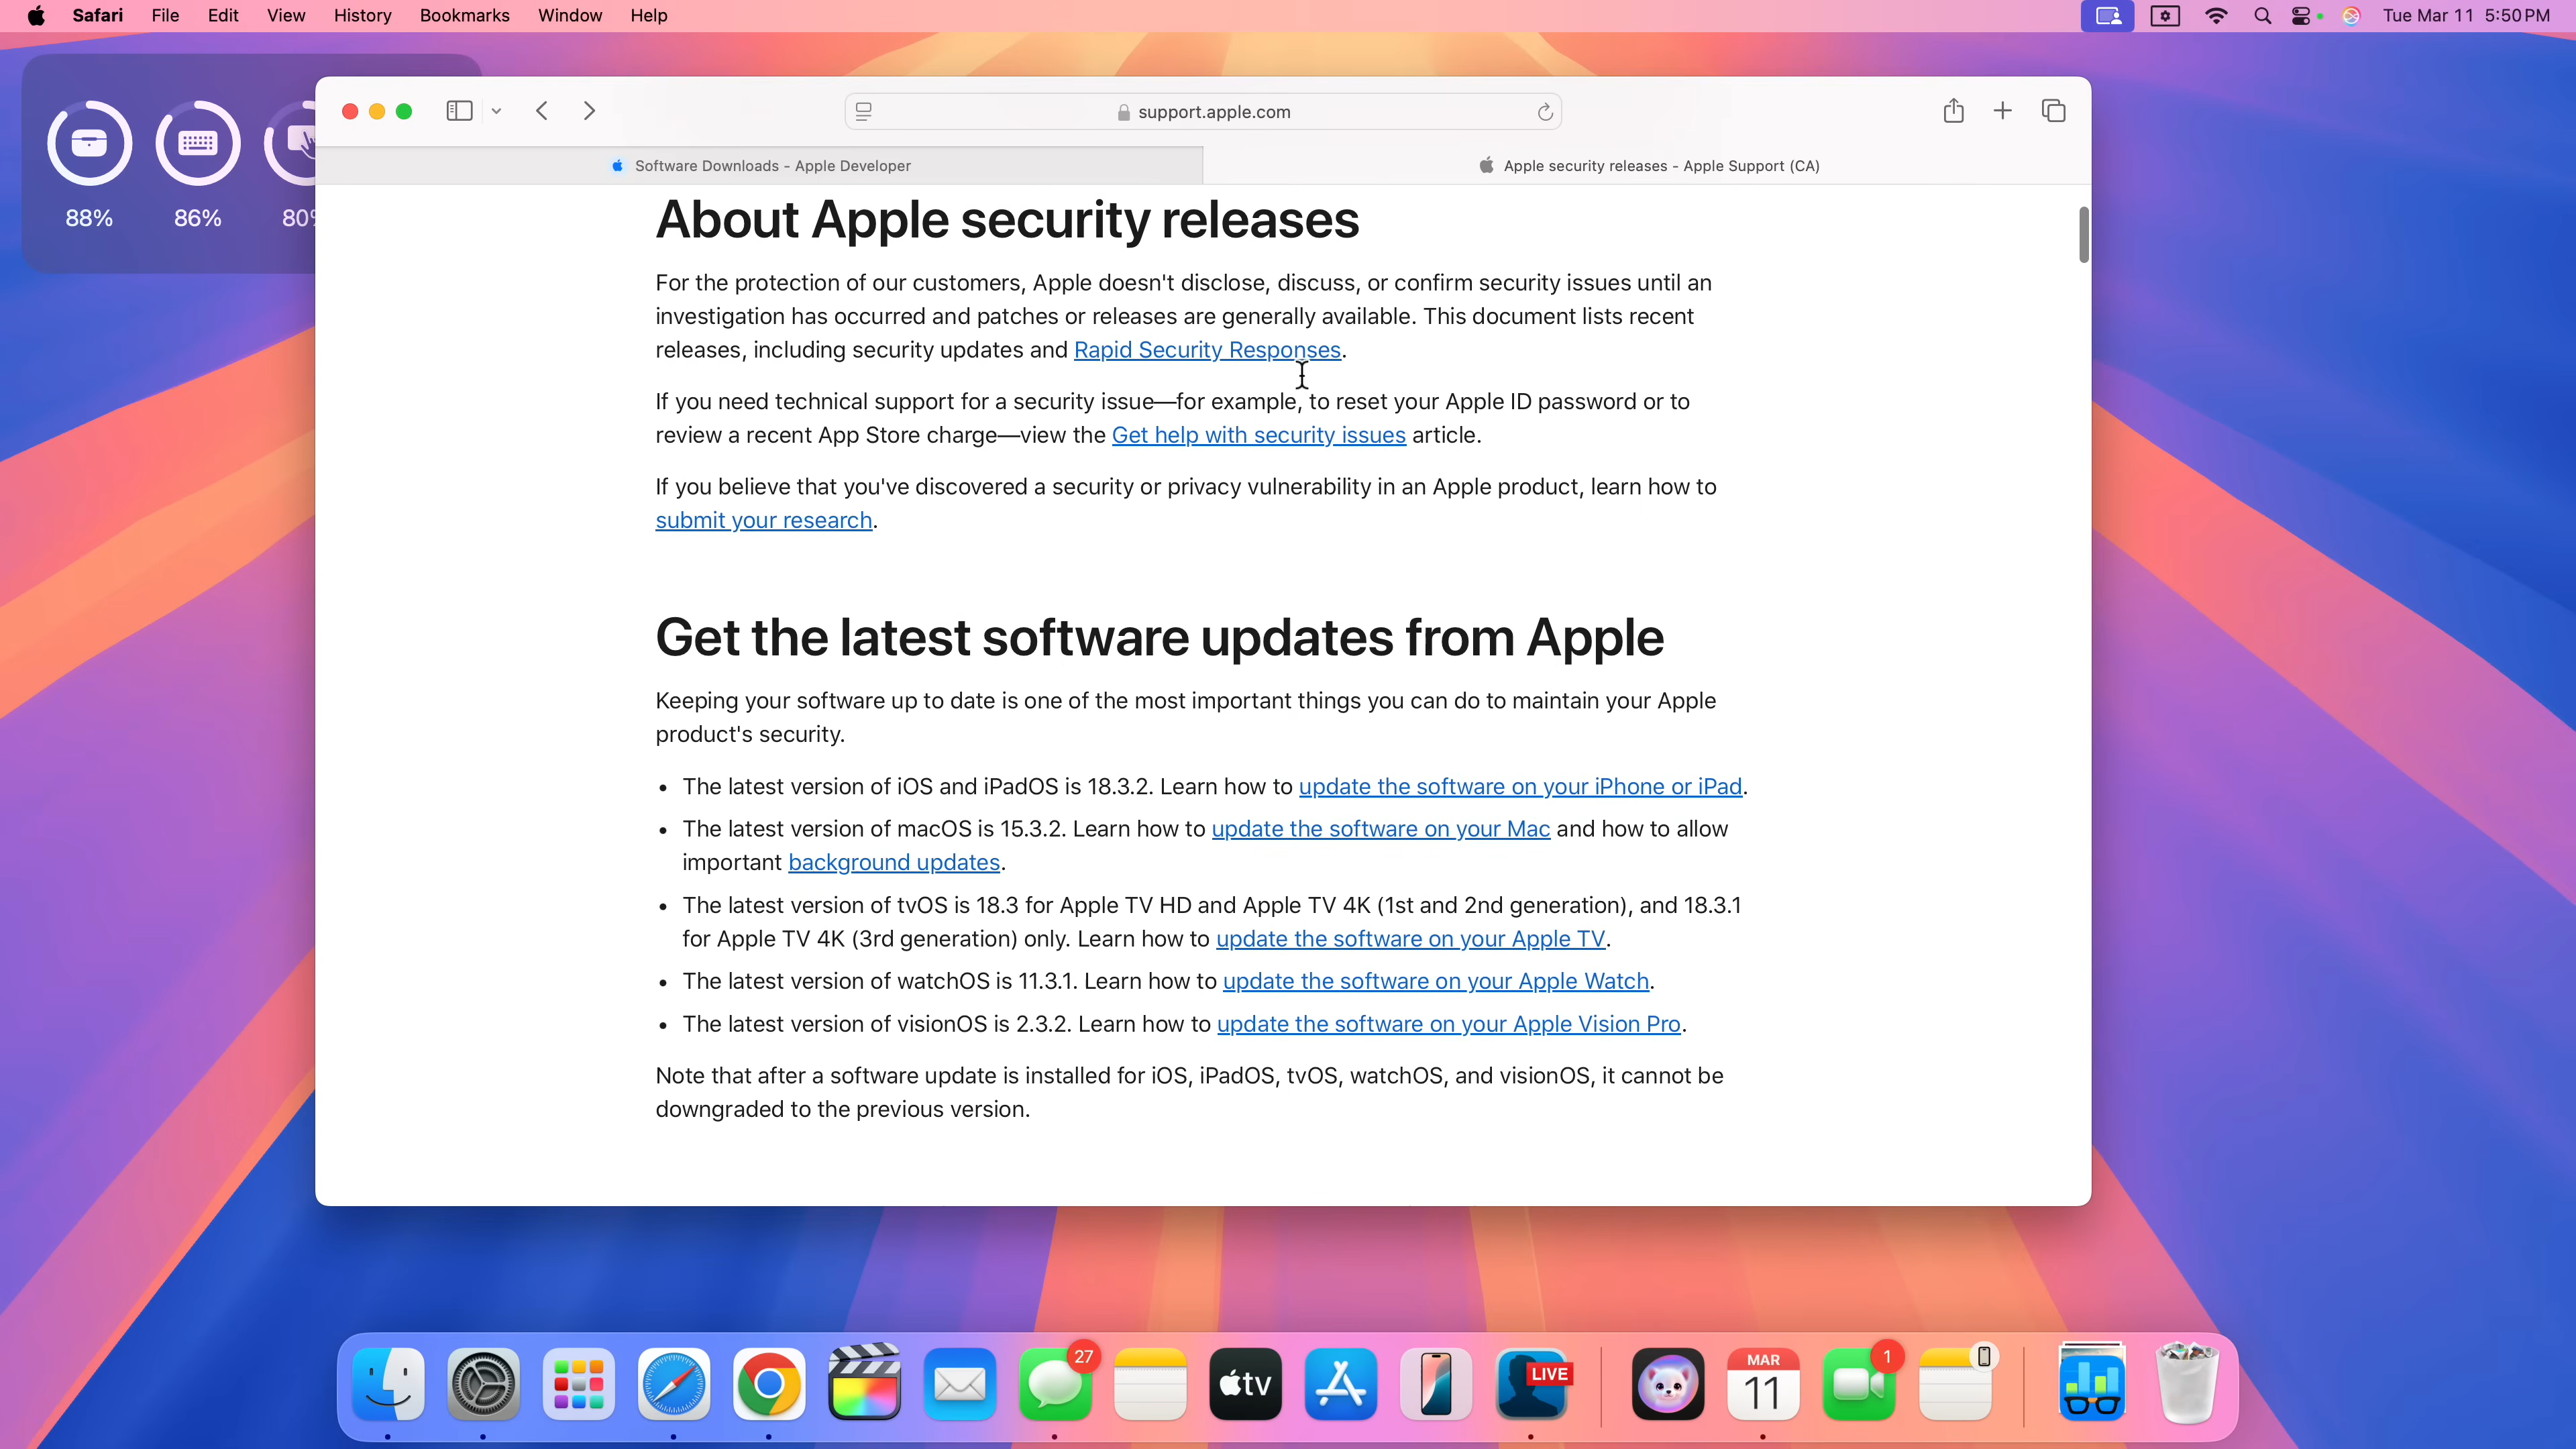 Safari File Edit View History Bookmarks Window Help
Tue Mar 11 5:50 PM
88% 86% 80%
support.apple.com
Software Downloads - Apple Developer
Apple security releases - Apple Support (CA)
About Apple security releases
For the protection of our customers, Apple doesn't disclose, discuss, or confirm security issues until an
investigation has occurred and patches or releases are generally available. This document lists recent
releases, including security updates and Rapid Security Responses.
If you need technical support for a security issue—for example, to reset your Apple ID password or to
review a recent App Store charge—view the Get help with security issues article.
If you believe that you've discovered a security or privacy vulnerability in an Apple product, learn how to
submit your research.
Get the latest software updates from Apple
Keeping your software up to date is one of the most important things you can do to maintain your Apple
product's security.
• The latest version of iOS and iPadOS is 18.3.2. Learn how to update the software on your iPhone or iPad.
• The latest version of macOS is 15.3.2. Learn how to update the software on your Mac and how to allow
important background updates.
• The latest version of tvOS is 18.3 for Apple TV HD and Apple TV 4K (1st and 2nd generation), and 18.3.1
for Apple TV 4K (3rd generation) only. Learn how to update the software on your Apple TV.
• The latest version of watchOS is 11.3.1. Learn how to update the software on your Apple Watch.
• The latest version of visionOS is 2.3.2. Learn how to update the software on your Apple Vision Pro.
Note that after a software update is installed for iOS, iPadOS, tvOS, watchOS, and visionOS, it cannot be
downgraded to the previous version.
27
tv
LIVE
MAR
11
1